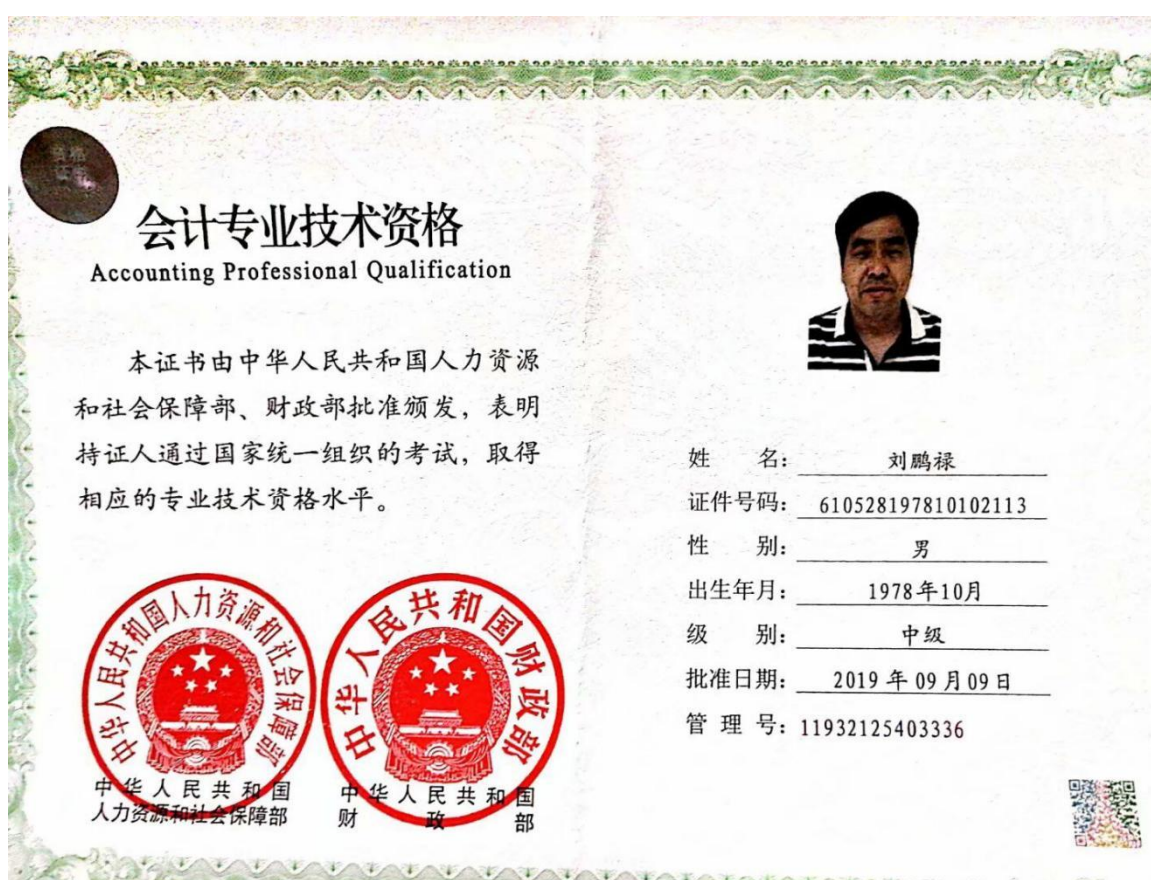 会计专业技术资格
Accounting Professional Qualification
本证书由中华人民共和国人力资源
和社会保障部、财政部批准颁发，表明
持证人通过国家统一组织的考试，取得
相应的专业技术资格水平。
中华人民共和国人力资源和社会保障部
中华人民共和国财政部
中华人民共和国
人力资源和社会保障部
中华人民共和国
财政部
姓名：刘鹏禄
证件号码：610528197810102113
性别：男
出生年月：1978年10月
级别：中级
批准日期：2019年09月09日
管理号：11932125403336